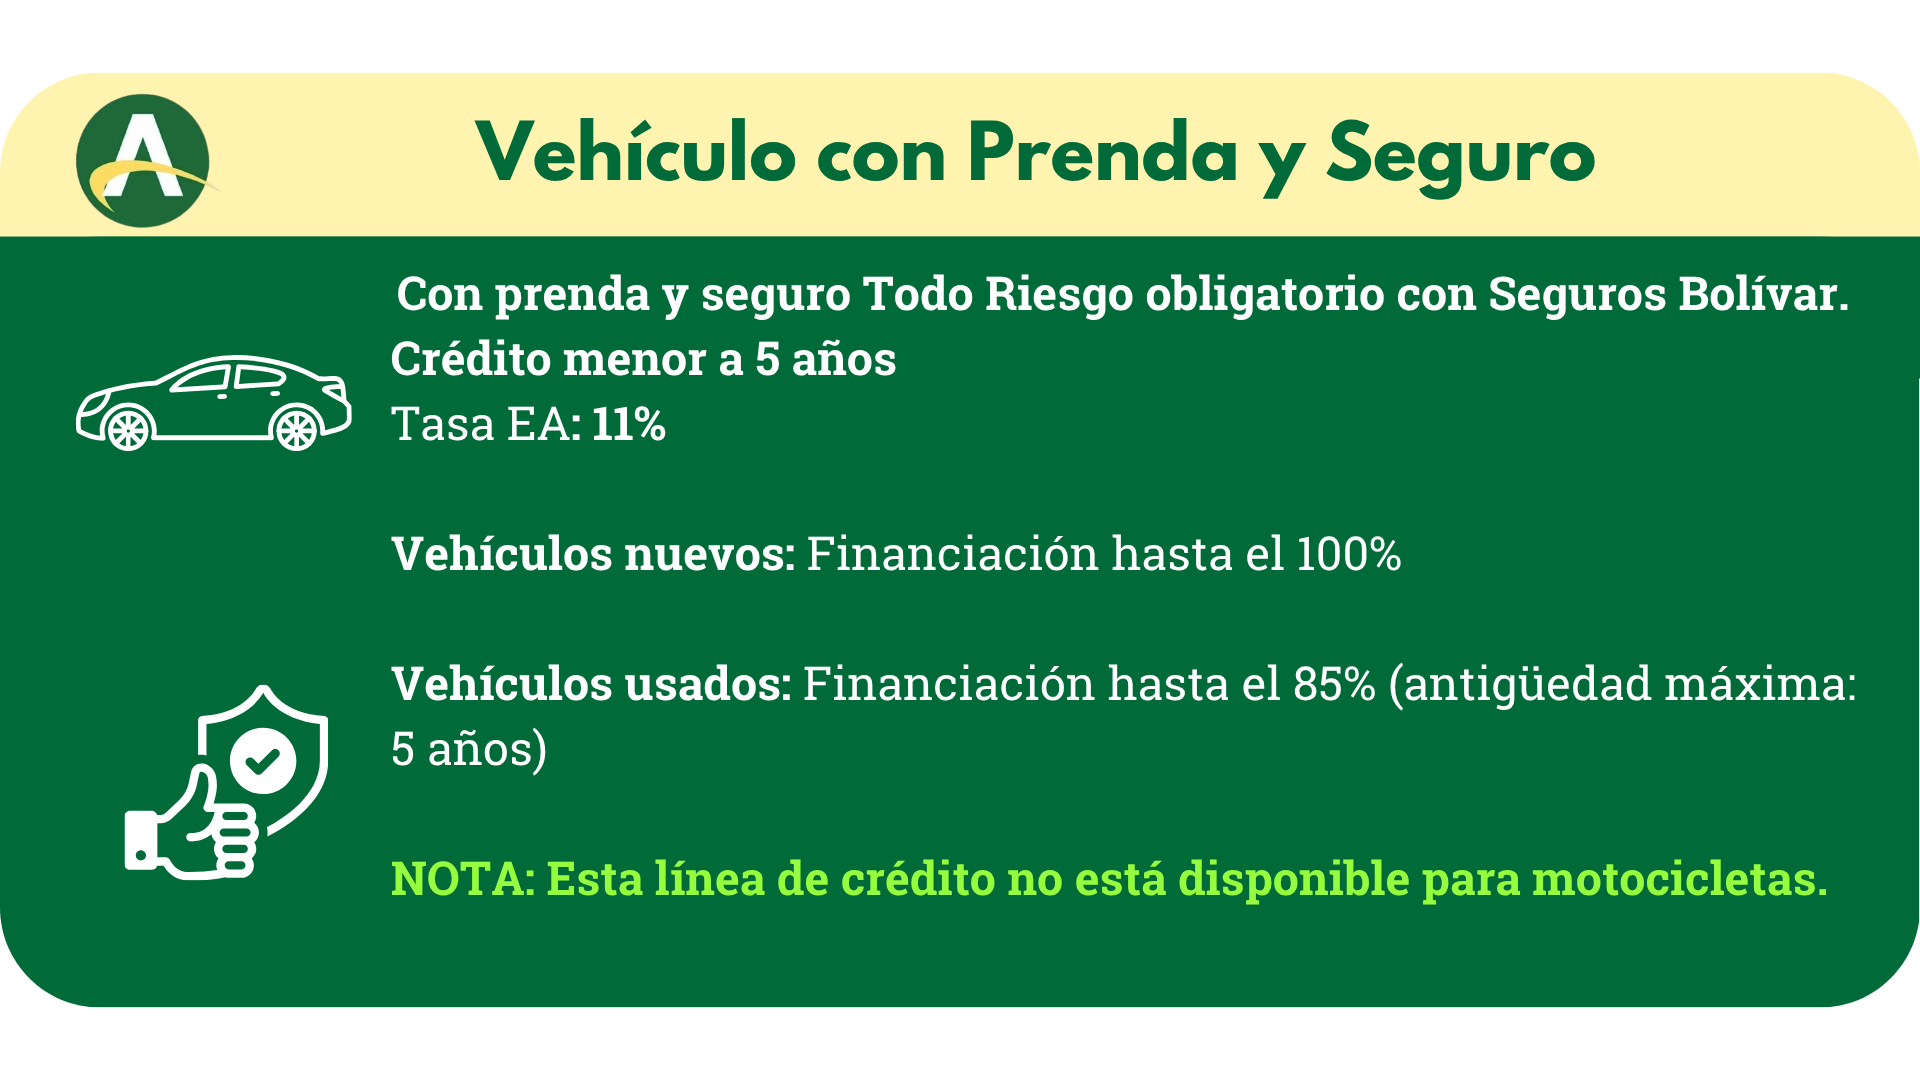 A
Vehículo con Prenda y Seguro
Con prenda y seguro Todo Riesgo obligatorio con Seguros Bolívar.
Crédito menor a 5 años
Tasa EA: 11%
Vehículos nuevos: Financiación hasta el 100%
Vehículos usados: Financiación hasta el 85% (antigüedad máxima:
5 años)
NOTA: Esta línea de crédito no está disponible para motocicletas.